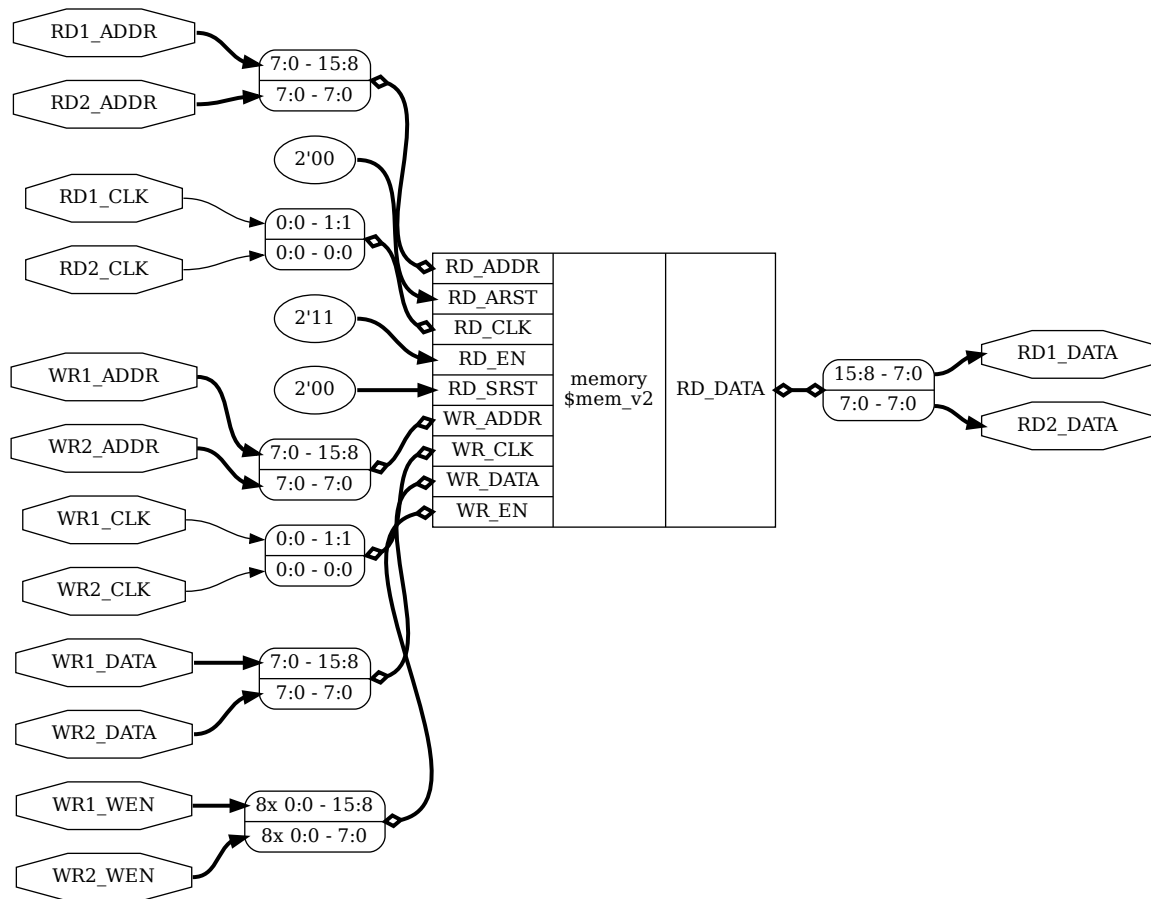 RD1_ADDR
RD2_ADDR
7:0 - 15:8
7:0 - 7:0
2'00
RD1_CLK
RD2_CLK
0:0 - 1:1
0:0 - 0:0
2'11
2'00
WR1_ADDR
WR2_ADDR
7:0 - 15:8
7:0 - 7:0
WR1_CLK
WR2_CLK
0:0 - 1:1
0:0 - 0:0
WR1_DATA
WR2_DATA
7:0 - 15:8
7:0 - 7:0
WR1_WEN
WR2_WEN
8x 0:0 - 15:8
8x 0:0 - 7:0
RD_ADDR
RD_ARST
RD_CLK
RD_EN
RD_SRST
WR_ADDR
WR_CLK
WR_DATA
WR_EN
memory
$mem_v2
RD_DATA
15:8 - 7:0
7:0 - 7:0
RD1_DATA
RD2_DATA